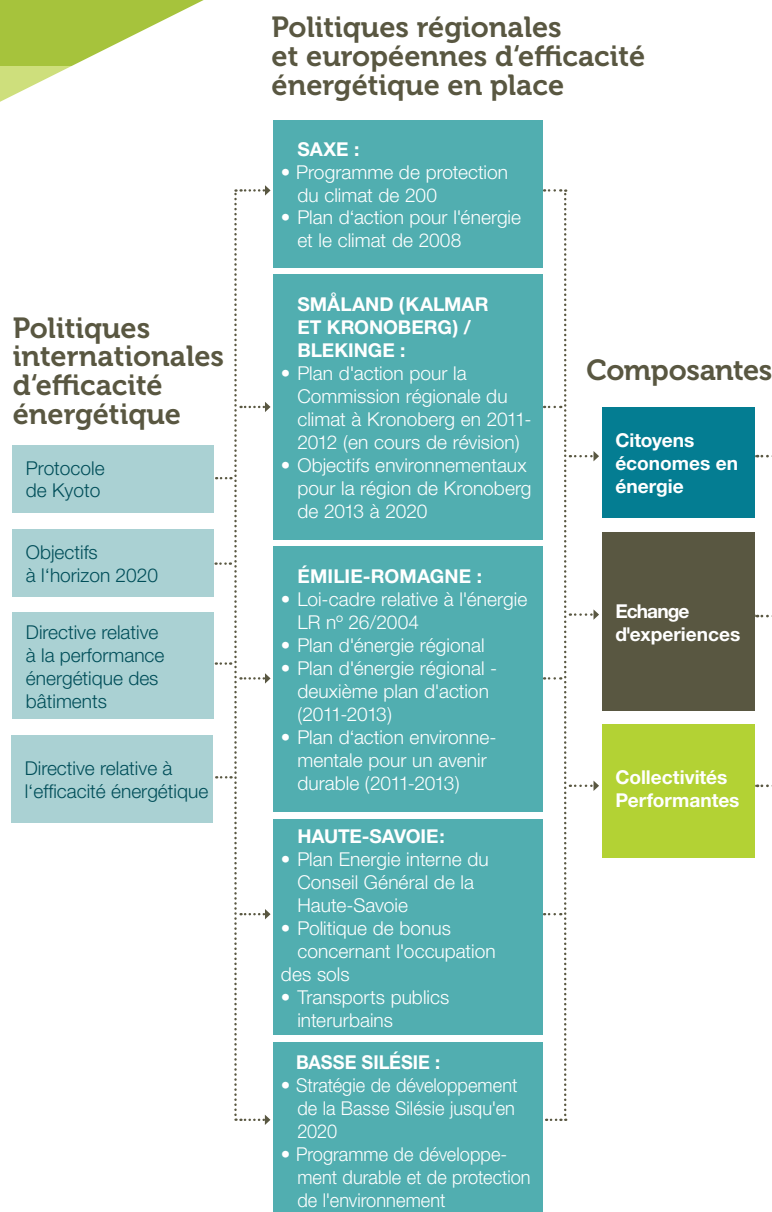 Politiques régionales
et européennes d'efficacité
énergétique en place
Politiques
internationales
d'efficacité
énergétique
Protocole
de Kyoto
Objectifs
à l'horizon 2020
Directive relative
à la performance
énergétique des
bâtiments
Directive relative à
l'efficacité énergétique
SAXE :
• Programme de protection
du climat de 200
• Plan d'action pour l'énergie
et le climat de 2008
SMÅLAND (KALMAR
ET KRONOBERG) /
BLEKINGE :
• Plan d'action pour la
Commission régionale du
climat à Kronoberg en 2011-
2012 (en cours de révision)
• Objectifs environnementaux
pour la région de Kronoberg
de 2013 à 2020
ÉMILIE-ROMAGNE :
• Loi-cadre relative à l'énergie
LR nº 26/2004
• Plan d'énergie régional
• Plan d'énergie régional -
deuxième plan d'action
(2011-2013)
• Plan d'action environne-
mentale pour un avenir
durable (2011-2013)
HAUTE-SAVOIE:
• Plan Energie interne du
Conseil Général de la
Haute-Savoie
• Politique de bonus
concernant l'occupation
des sols
• Transports publics
interurbains
BASSE SILÉSIE :
• Stratégie de développement
de la Basse Silésie jusqu'en
2020
• Programme de développe-
ment durable et de protection
de l'environnement
Composantes
Citoyens
économes en
énergie
Echange
d'experiences
Collectivités
Performantes